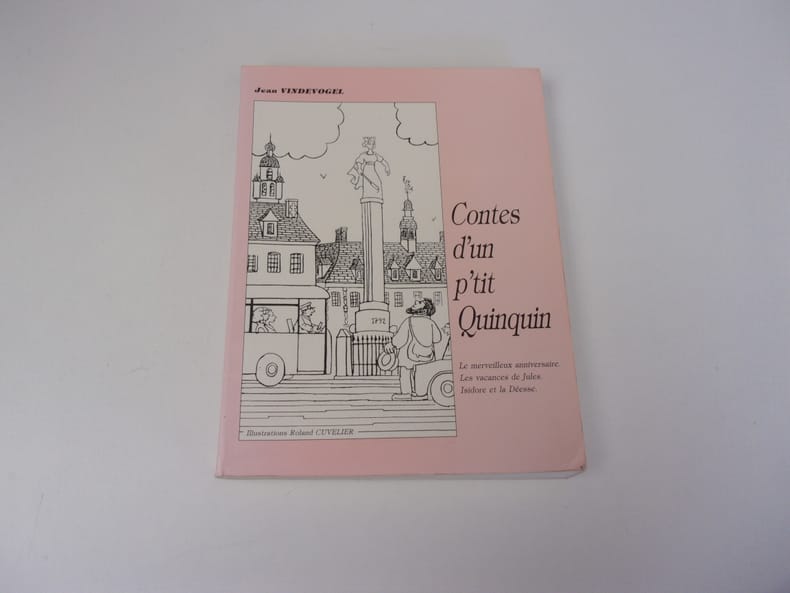 Jean VINDEVOGEL
Contes
d'un
p'tit
Quinquin
1792
Le merveilleux anniversaire.
Les vacances de Jules.
Isidore et la Déesse.
Illustrations Roland CUVELIER